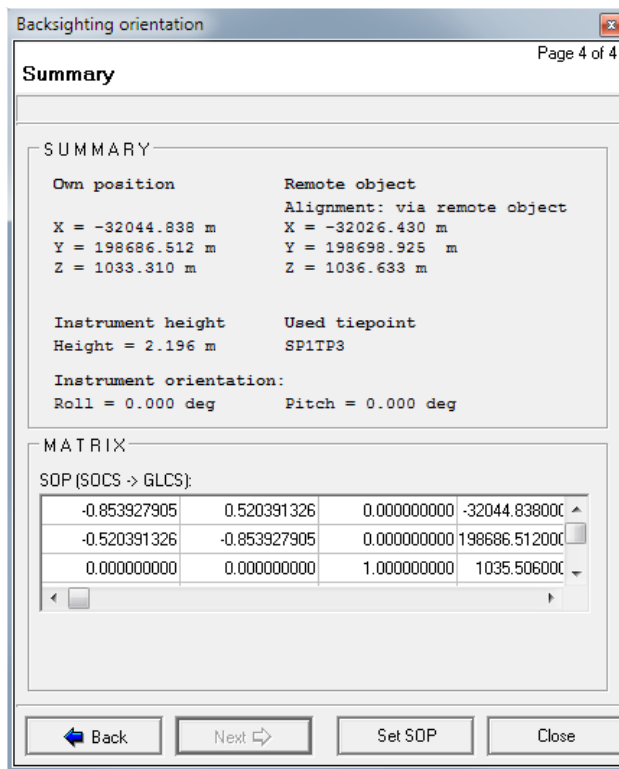 Backsighting orientation
Page 4 of 4
Summary
SUMMARY
Own position Remote object
Alignment: via remote object
X = -32044.838 m X = -32026.430 m
Y = 198686.512 m Y = 198698.925 m
Z = 1033.310 m Z = 1036.633 m
Instrument height Used tiepoint
Height = 2.196 m SP1TP3
Instrument orientation:
Roll = 0.000 deg Pitch = 0.000 deg
MATRIX
SOP (SOCS -> GLCS):
-0.853927905 0.520391326 0.000000000 -32044.838000
-0.520391326 -0.853927905 0.000000000 198686.512000
0.000000000 0.000000000 1.000000000 1035.506000
Back Next Set SOP Close